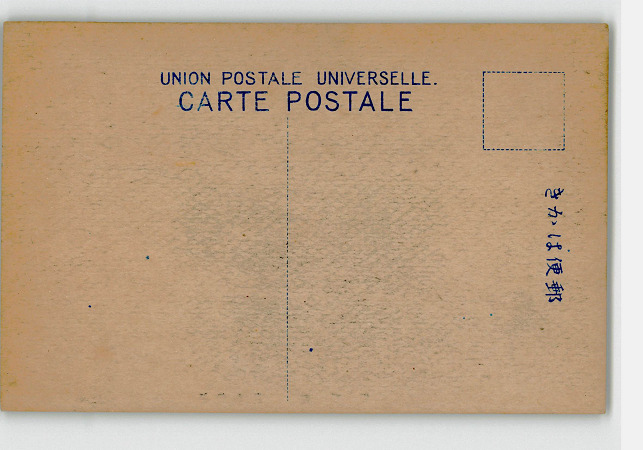 UNION POSTALE UNIVERSELLE.
CARTE POSTALE
郵便はかき